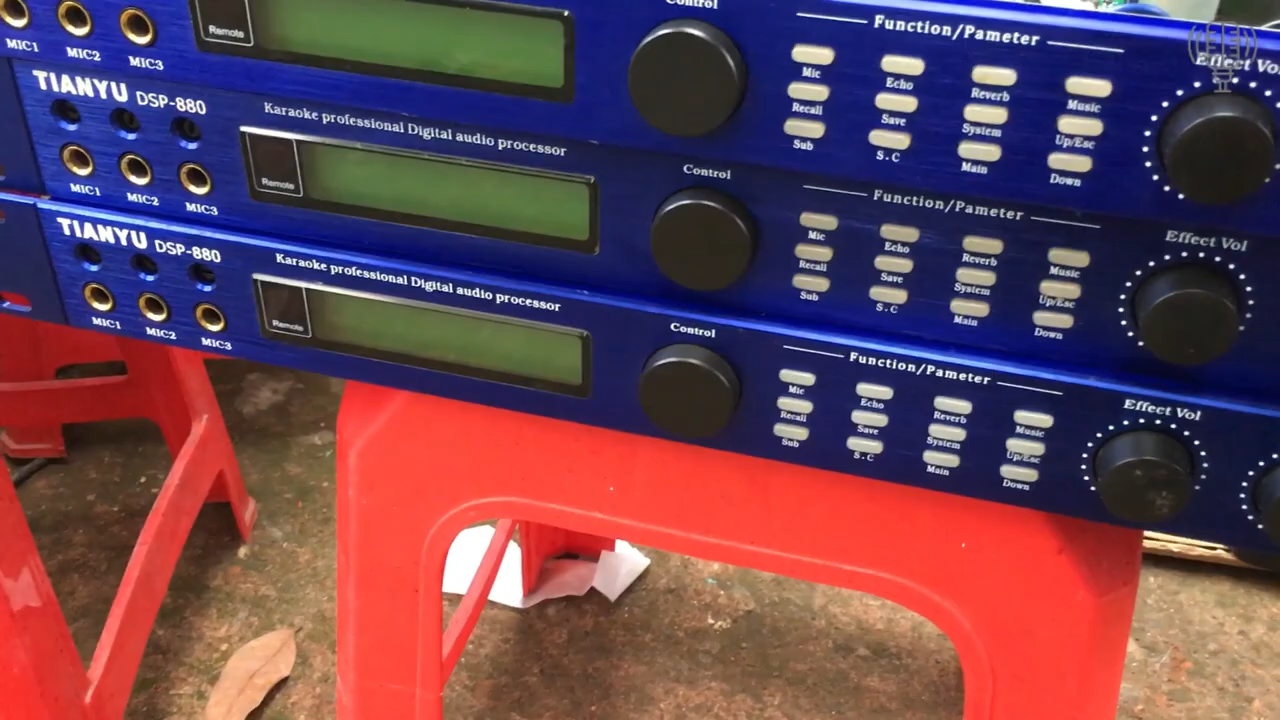 Control
Function/Pameter
Effect Vo
Remote
MIC1
MIC2
MIC3
Mic
Echo
Reverb
Music
Recall
Save
System
Up/Esc
Sub
S.C
Main
Down
TIANYU DSP-880
Karaoke professional Digital audio processor
Control
Function/Pameter
Effect Vol
Remote
MIC1
MIC2
MIC3
Mic
Echo
Reverb
Music
Recall
Save
System
Up/Esc
Sub
S.C
Main
Down
TIANYU DSP-880
Karaoke professional Digital audio processor
Control
Function/Pameter
Effect Vol
Remote
MIC1
MIC2
MIC3
Mic
Echo
Reverb
Music
Recall
Save
System
Up/Esc
Sub
S.C
Main
Down